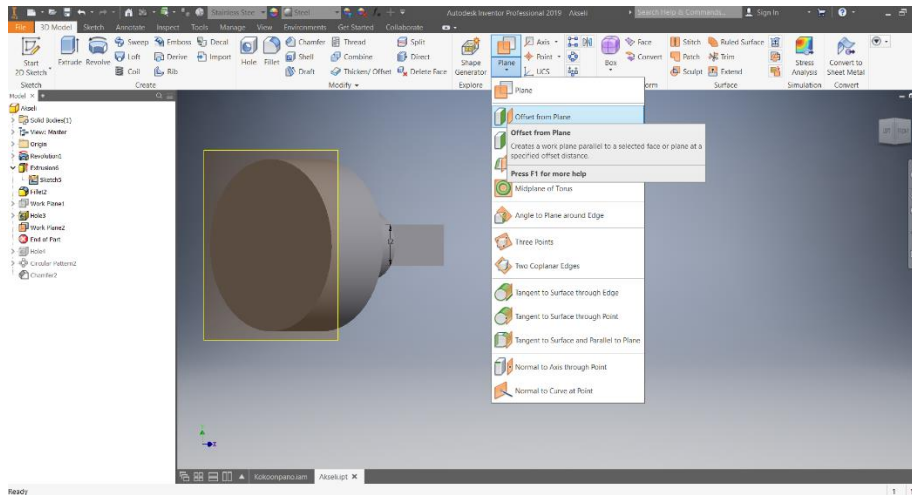 Stainless Stee
Steel
Autodesk Inventor Professional 2019 Akseli
Search Help & Commands...
Sign In
File 3D Model Sketch Annotate Inspect Tools Manage View Environments Get Started Collaborate
Start
2D Sketch
Extrude
Revolve
Sweep
Loft
Coil
Emboss
Derive
Rib
Decal
Import
Hole
Fillet
Chamfer
Shell
Draft
Thread
Combine
Thicken/ Offset
Split
Direct
Delete Face
Shape
Generator
Plane
Axis
Point
UCS
Box
Face
Convert
Stitch
Patch
Sculpt
Ruled Surface
Trim
Extend
Stress
Analysis
Convert to
Sheet Metal
Sketch
Create
Modify
Explore
orm
Surface
Simulation
Convert
Model
Akseli
Solid Bodies(1)
View: Master
Origin
Revolution1
Extrusion6
Sketch5
Fillet2
Work Plane1
Hole3
Work Plane2
End of Part
Hole4
Circular Pattern2
Chamfer2
Plane
Offset from Plane
Offset from Plane
Creates a work plane parallel to a selected face or plane at a
specified offset distance.
Press F1 for more help
Midplane of Torus
Angle to Plane around Edge
Three Points
Two Coplanar Edges
Tangent to Surface through Edge
Tangent to Surface through Point
Tangent to Surface and Parallel to Plane
Normal to Axis through Point
Normal to Curve at Point
Kokoonpano.iam
Akseli.ipt
Ready
1